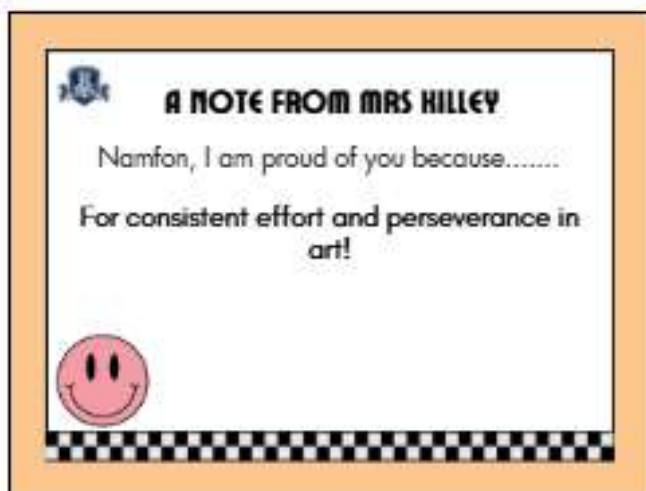 A NOTE FROM MRS KILLEY
Namfon, I am proud of you because.......
For consistent effort and perseverance in
art!